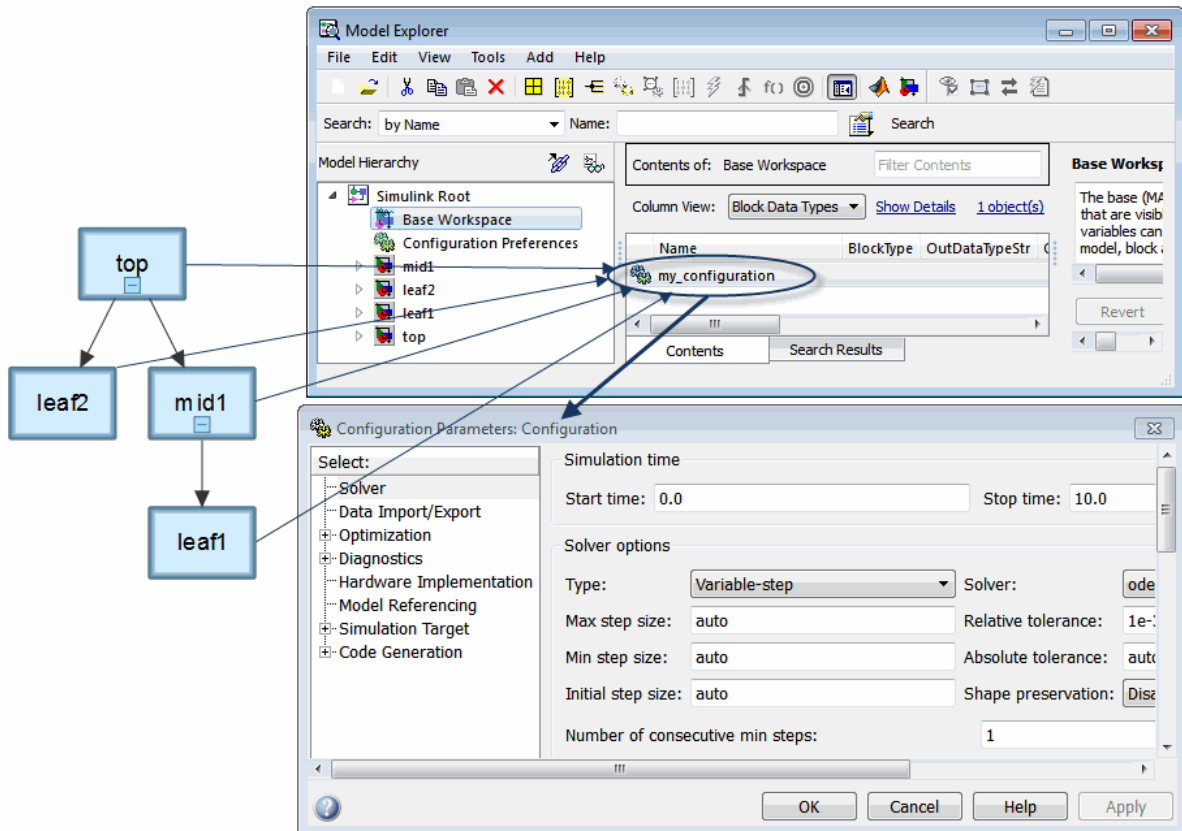 top
leaf2
mid1
leaf1
Model Explorer
File Edit View Tools Add Help
Search: by Name Name: Search
Model Hierarchy
Simulink Root
Base Workspace
Configuration Preferences
mid1
leaf2
leaf1
top
Contents of: Base Workspace Filter Contents
Column View: Block Data Types Show Details 1 object(s)
Name BlockType OutDataTypeStr
my_configuration
Contents Search Results
Base Worksp
The base (MA
that are visib
variables can
model, block a
Revert
Configuration Parameters: Configuration
Select:
Solver
Data Import/Export
Optimization
Diagnostics
Hardware Implementation
Model Referencing
Simulation Target
Code Generation
Simulation time
Start time: 0.0 Stop time: 10.0
Solver options
Type: Variable-step Solver: ode
Max step size: auto Relative tolerance: 1e-
Min step size: auto Absolute tolerance: auto
Initial step size: auto Shape preservation: Disa
Number of consecutive min steps: 1
OK Cancel Help Apply